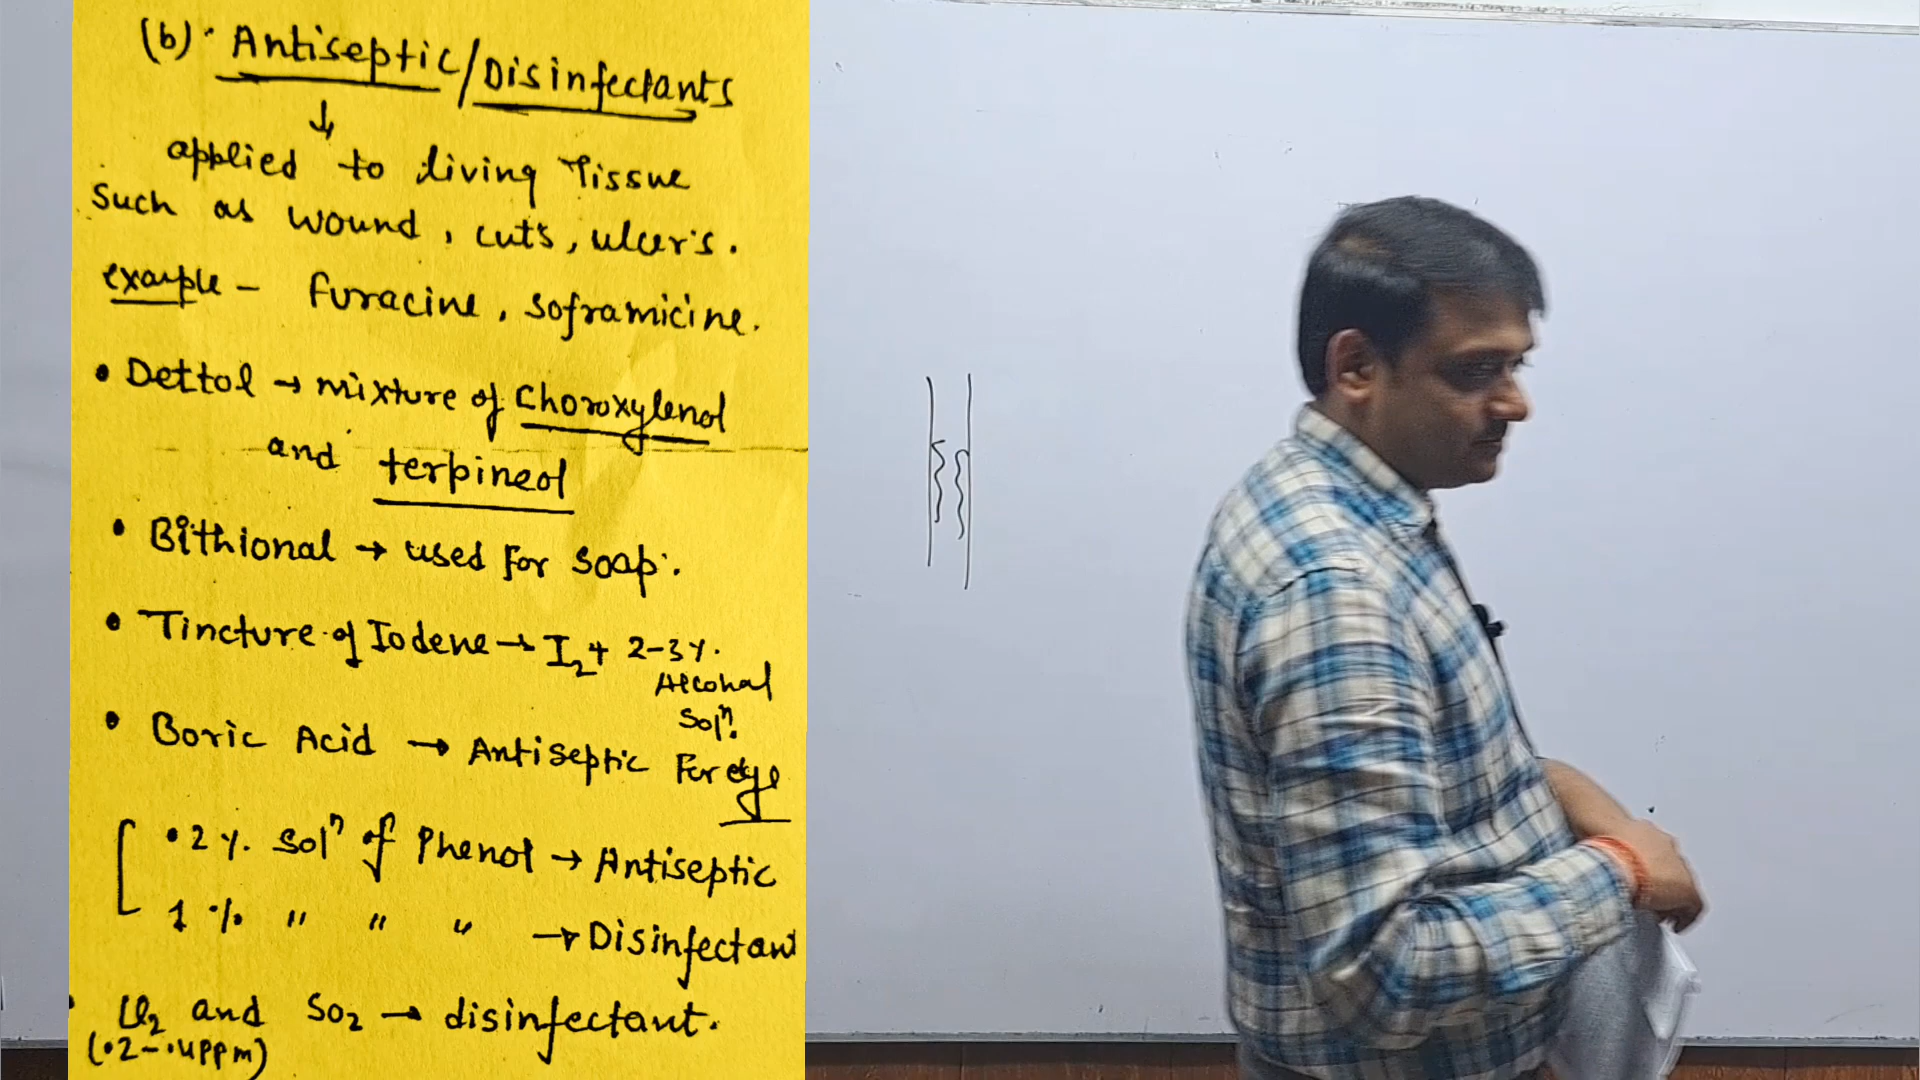 (b) Antiseptic/Disinfectants
↓
applied to living Tissue
Such as wound, cuts, ulcer's.
example - furacine, soframicine.
• Dettol → mixture of Choroxylenol
and terpineol
• Bithional → used for soap.
• Tincture of Iodene → I₂ + 2-3%
Alcohal
Solⁿ.
• Boric Acid → Antiseptic For eye
.2% Solⁿ of Phenol → Antiseptic
1% " " " → Disinfectant
• Cl₂ and SO₂ → disinfectant.
(.2-.4PPm)